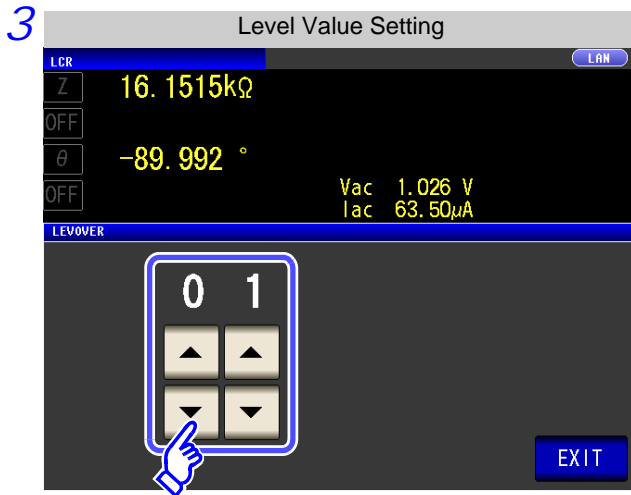 3
Level Value Setting
LCR
LAN
Z 16.1515kΩ
OFF
θ -89.992 °
OFF
Vac 1.026 V
Iac 63.50μA
LEVOVER
0 1
EXIT